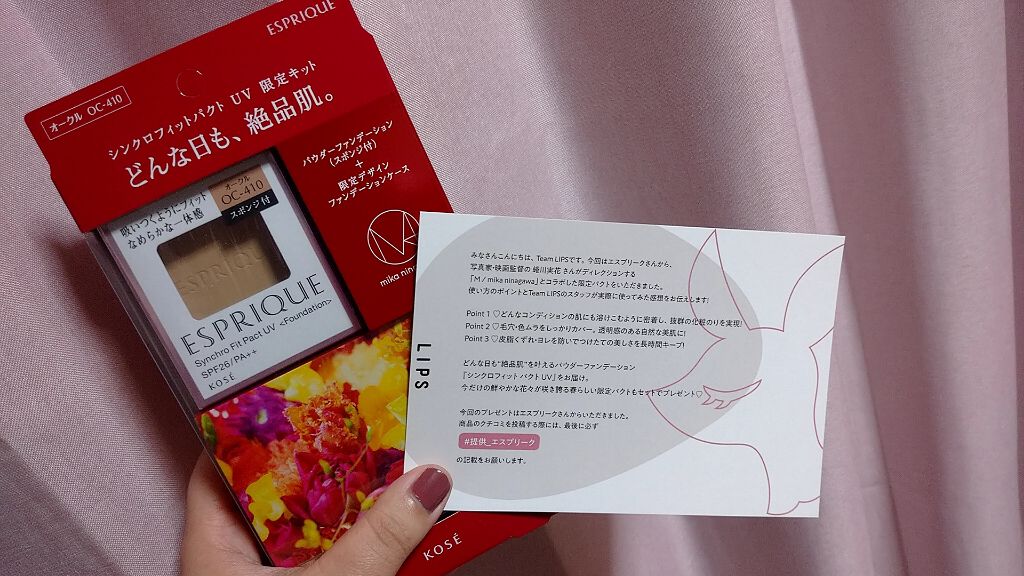 ESPRIQUE
オークル OC-410
シンクロフィットパクト UV 限定キット
どんな日も、絶品肌。
パウダーファンデーション
(スポンジ付)
+
限定デザイン
ファンデーションケース
M
mika nina
吸いつくようにフィット
なめらかな一体感
オークル
OC-410
スポンジ付
ESPRIQUE
ESPRIQUE
Synchro Fit Pact UV <Foundation>
SPF26/PA++
KOSÉ
KOSÉ
LIPS
みなさんこんにちは、Team LIPSです。今回はエスプリークさんから、
写真家・映画監督の 蜷川実花 さんがディレクションする
「M / mika ninagawa」とコラボした限定パクトをいただきました。
使い方のポイントとTeam LIPSのスタッフが実際に使ってみた感想をお伝えします!
Point 1 ♡どんなコンディションの肌にも溶けこむように密着し、抜群の化粧のりを実現!
Point 2 ♡毛穴・色ムラをしっかりカバー。透明感のある自然な美肌に!
Point 3 ♡皮脂くずれ・ヨレを防いでつけたての美しさを長時間キープ!
どんな日も"絶品肌"を叶えるパウダーファンデーション
「シンクロフィット パクト UV」をお届け。
今だけの鮮やかな花々が咲き誇る春らしい限定パクトもセットでプレゼント♡
今回のプレゼントはエスプリークさんからいただきました。
商品のクチコミを投稿する際には、最後に必ず
#提供_エスプリーク
の記載をお願いします。